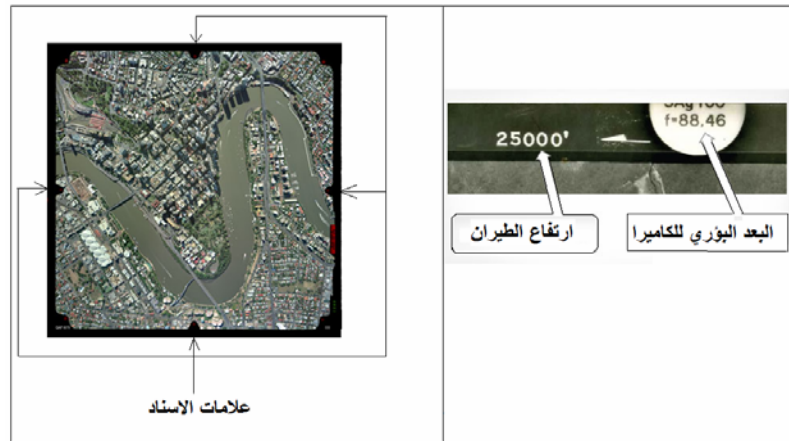 علامات الاسناد
f=88,46
25000'
ارتفاع الطيران
البعد البؤري للكاميرا